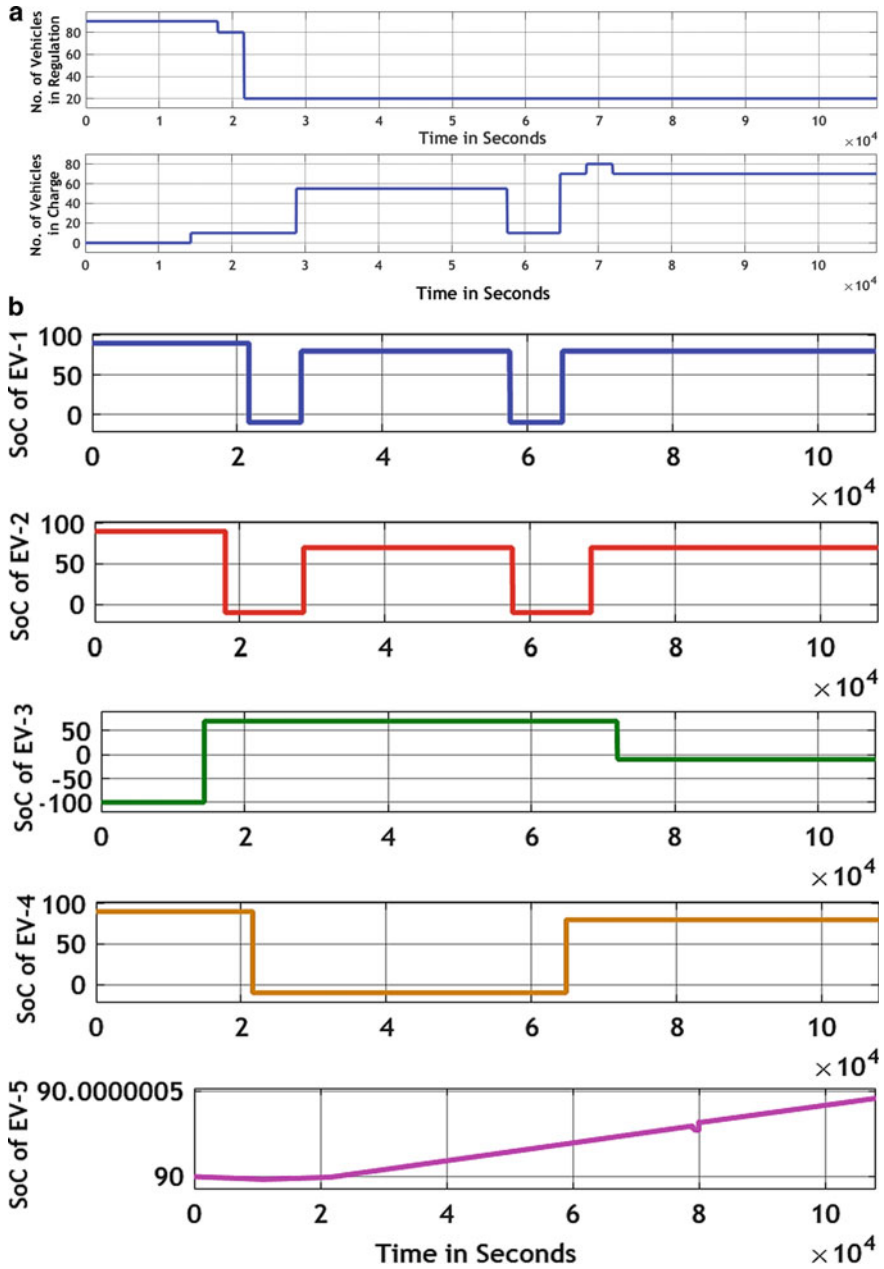 a
No. of Vehicles
in Regulation
80
60
40
20
0 1 2 3 4 5 6 7 8 9 10
Time in Seconds
×10⁴
No. of Vehicles
in Charge
80
60
40
20
0
0 1 2 3 4 5 6 7 8 9 10
Time in Seconds
×10⁴
b
SoC of EV-1
100
50
0
0 2 4 6 8 10
×10⁴
SoC of EV-2
100
50
0
0 2 4 6 8 10
×10⁴
SoC of EV-3
50
0
-50
-100
0 2 4 6 8 10
×10⁴
SoC of EV-4
100
50
0
0 2 4 6 8 10
×10⁴
SoC of EV-5
90.0000005
90
0 2 4 6 8 10
Time in Seconds
×10⁴